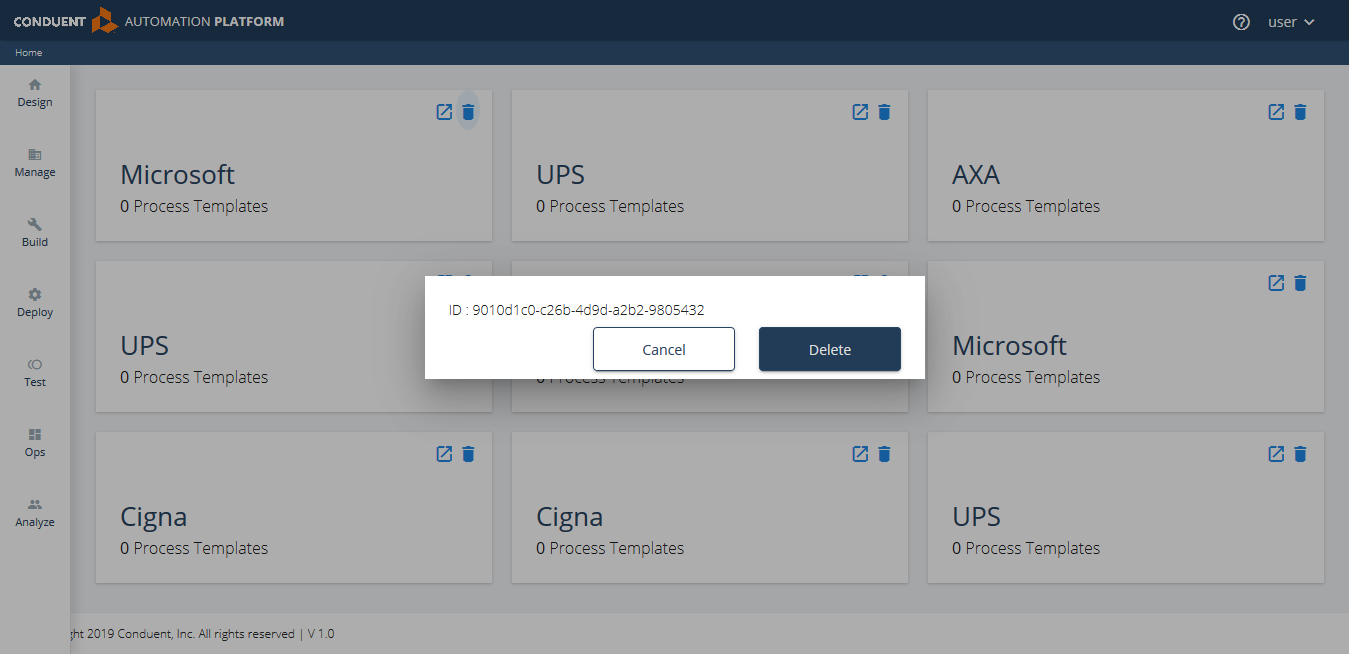 CONDUENT AUTOMATION PLATFORM
user
Home
Design
Manage
Build
Deploy
Test
Ops
Analyze
Microsoft
0 Process Templates
UPS
0 Process Templates
AXA
0 Process Templates
UPS
0 Process Templates
0 Process Templates
Microsoft
0 Process Templates
ID : 9010d1c0-c26b-4d9d-a2b2-9805432
Cancel
Delete
Cigna
0 Process Templates
Cigna
0 Process Templates
UPS
0 Process Templates
ght 2019 Conduent, Inc. All rights reserved | V 1.0